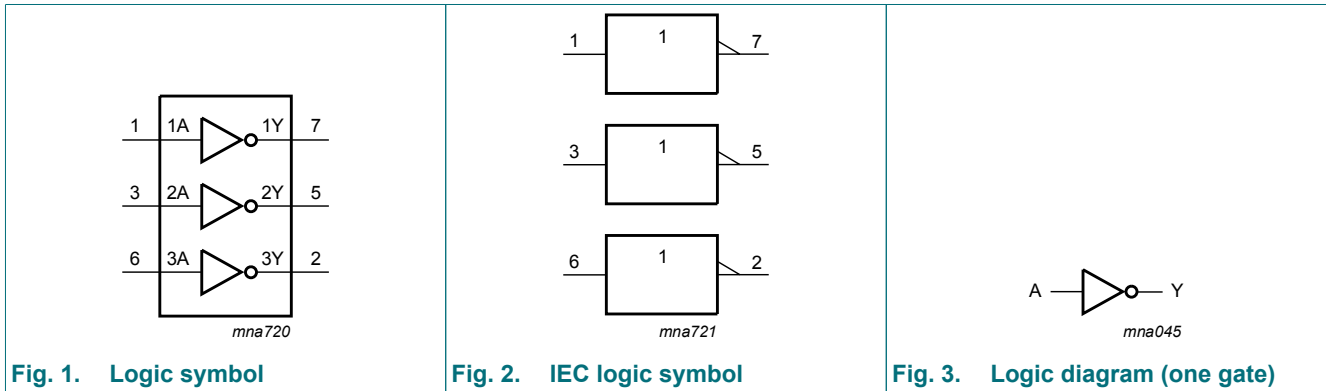 1 1A 1Y 7
3 2A 2Y 5
6 3A 3Y 2
mna720
Fig. 1. Logic symbol
1 1 7
3 1 5
6 1 2
mna721
Fig. 2. IEC logic symbol
A Y
mna045
Fig. 3. Logic diagram (one gate)